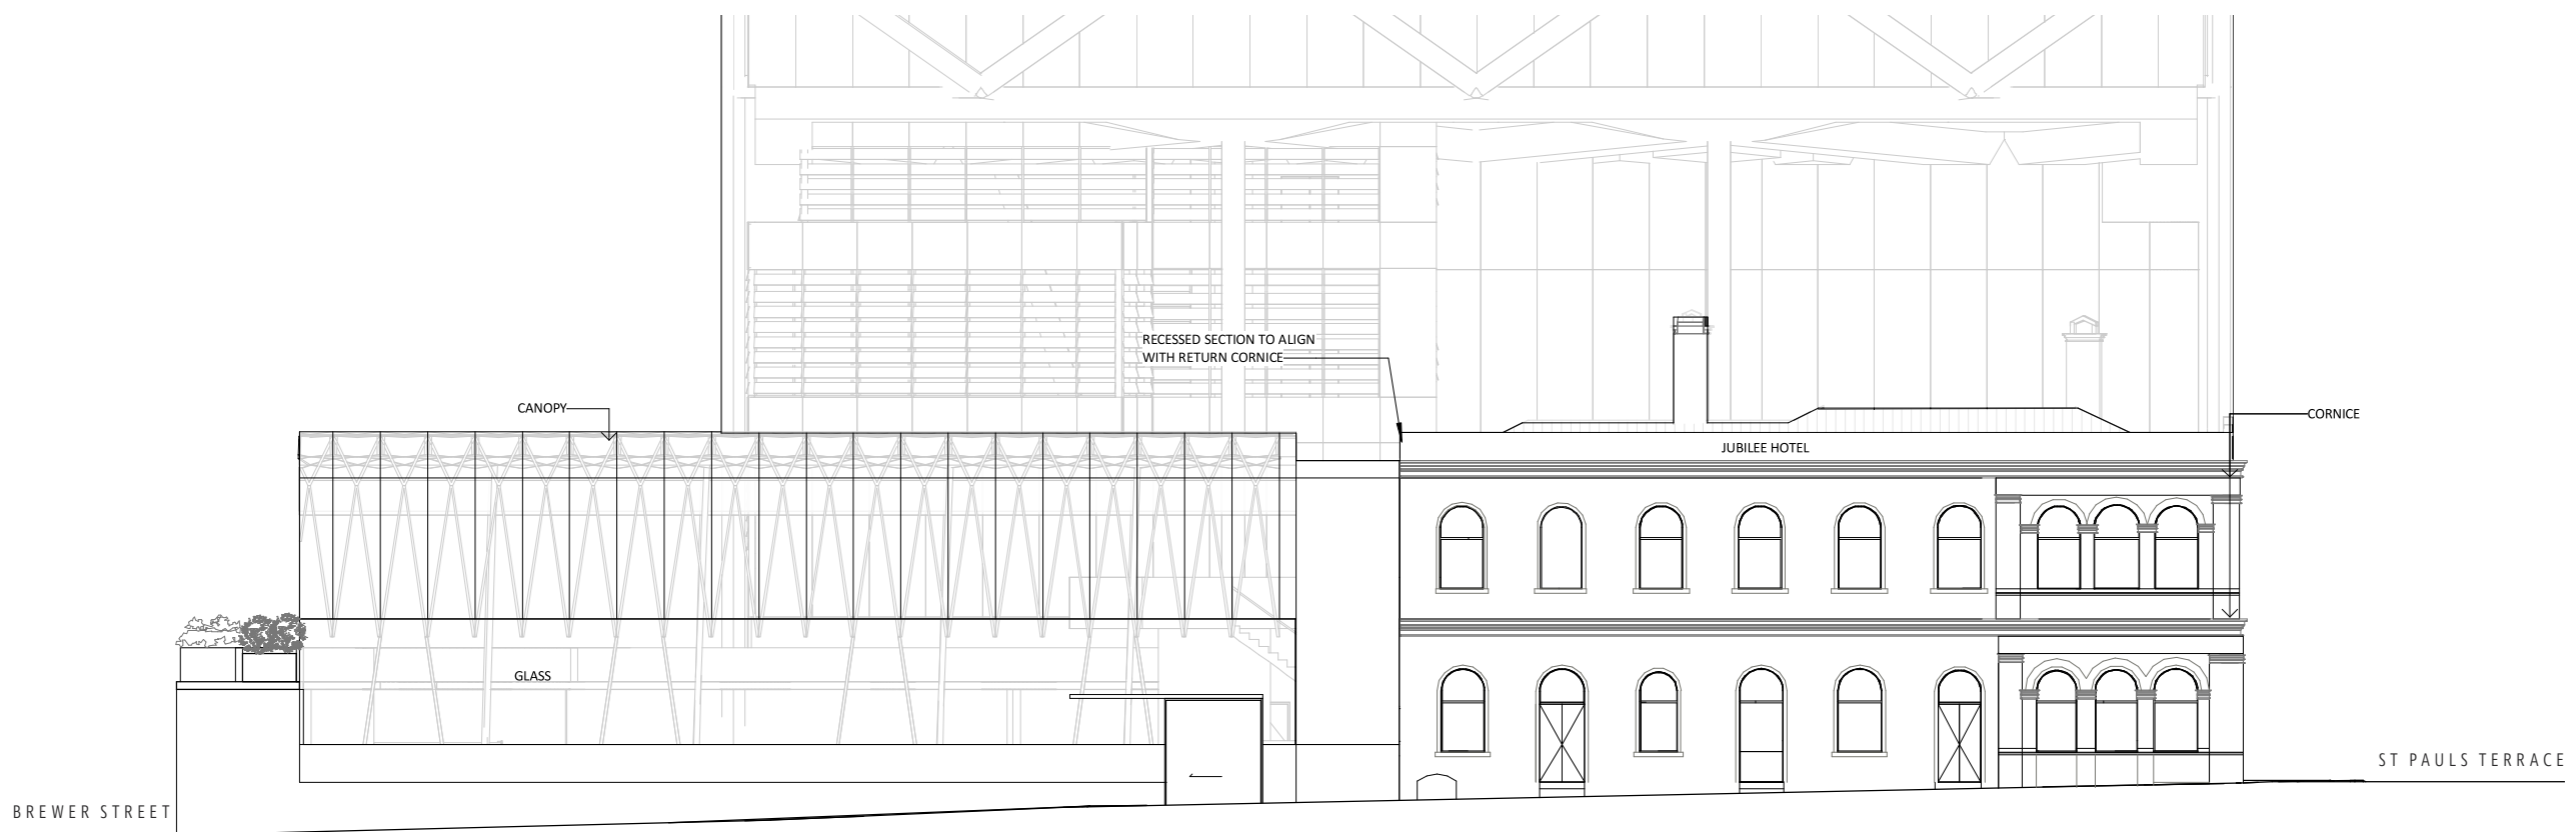 RECESSED SECTION TO ALIGN
WITH RETURN CORNICE
CANOPY
CORNICE
JUBILEE HOTEL
GLASS
ST PAULS TERRACE
BREWER STREET